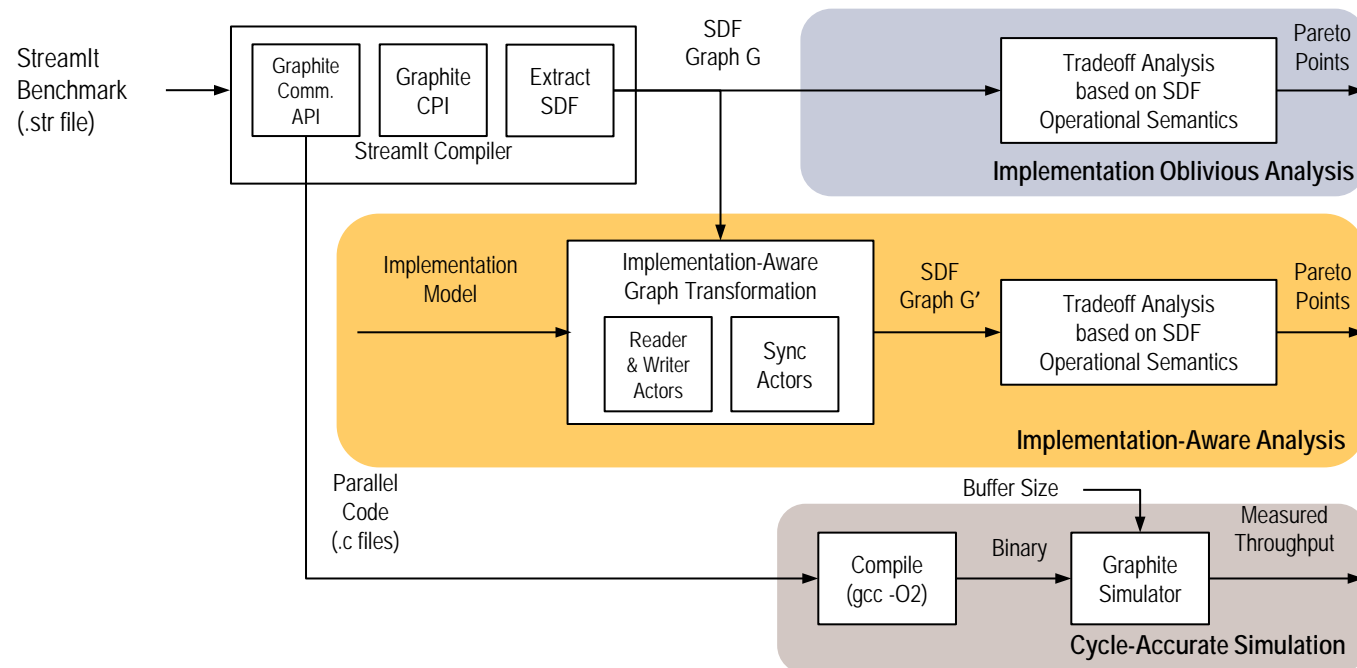 StreamIt
Benchmark
(.str file)
Graphite
Comm.
API
Graphite
CPI
Extract
SDF
StreamIt Compiler
SDF
Graph G
Tradeoff Analysis
based on SDF
Operational Semantics
Pareto
Points
Implementation Oblivious Analysis
Implementation
Model
Implementation-Aware
Graph Transformation
Reader
& Writer
Actors
Sync
Actors
SDF
Graph G’
Tradeoff Analysis
based on SDF
Operational Semantics
Pareto
Points
Implementation-Aware Analysis
Parallel
Code
(.c files)
Buffer Size
Compile
(gcc -O2)
Binary
Graphite
Simulator
Measured
Throughput
Cycle-Accurate Simulation